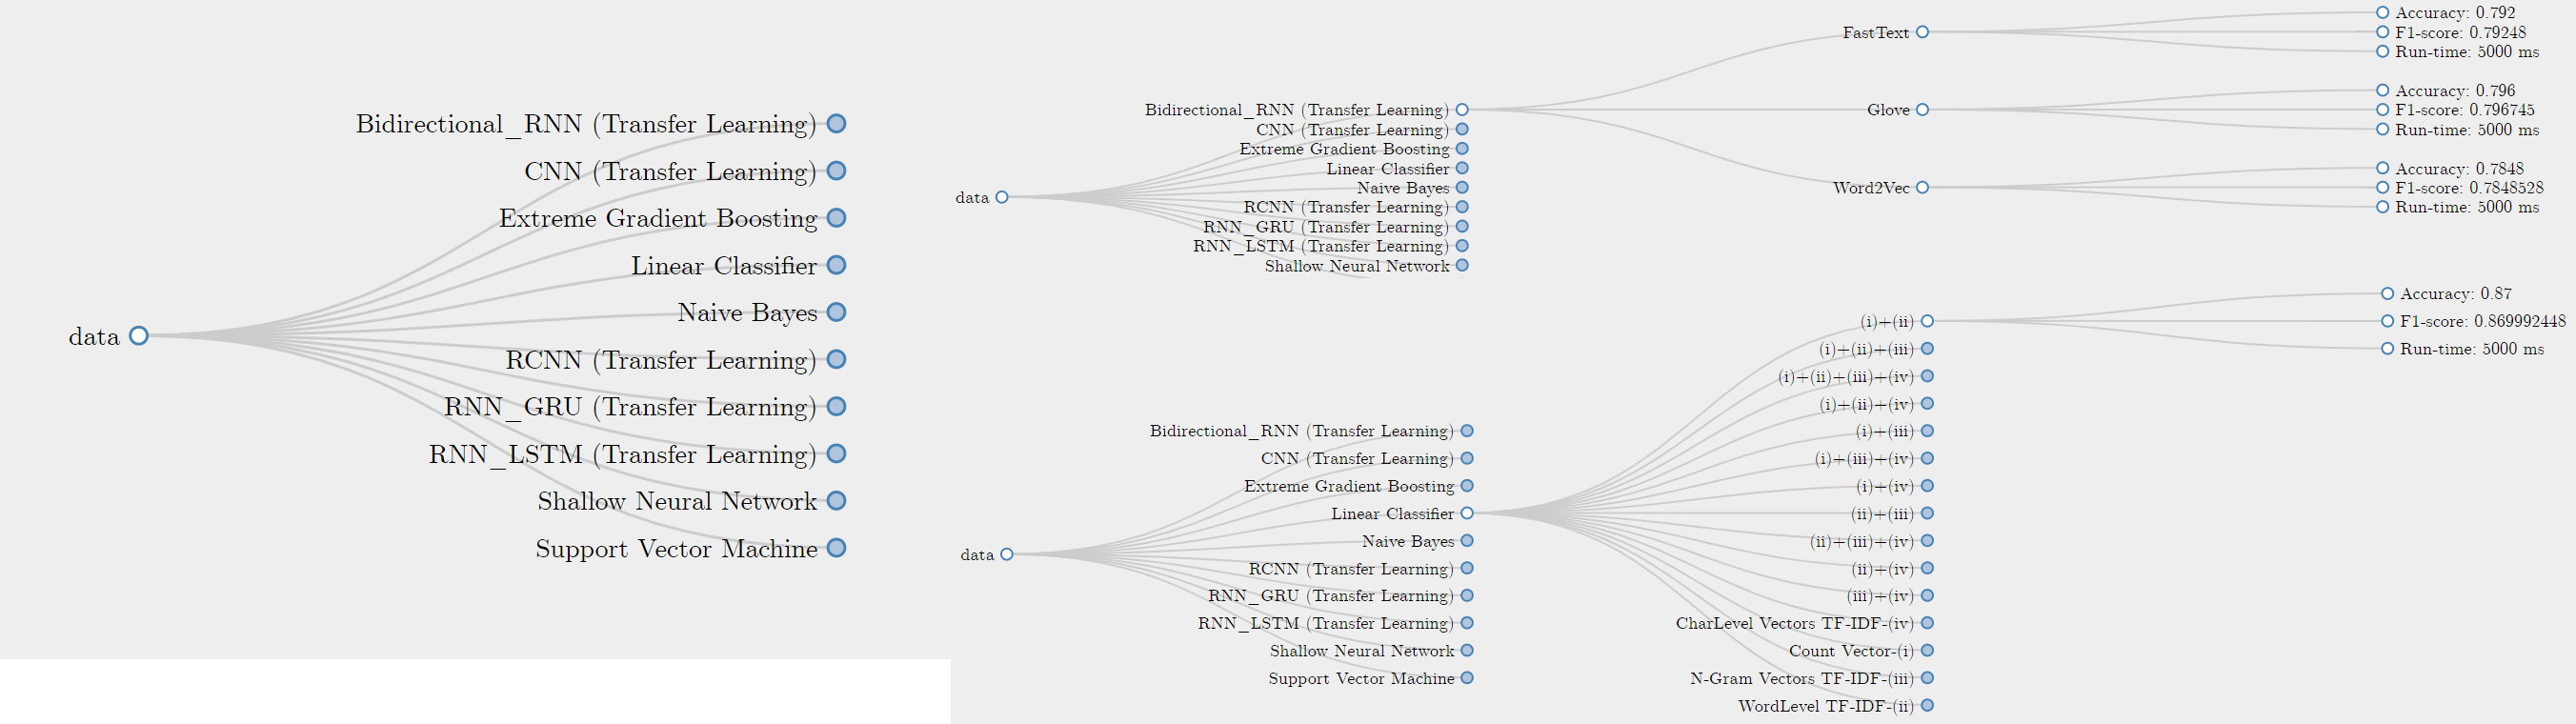 data
Bidirectional_RNN (Transfer Learning)
CNN (Transfer Learning)
Extreme Gradient Boosting
Linear Classifier
Naive Bayes
RCNN (Transfer Learning)
RNN_GRU (Transfer Learning)
RNN_LSTM (Transfer Learning)
Shallow Neural Network
Support Vector Machine
data
Bidirectional_RNN (Transfer Learning)
CNN (Transfer Learning)
Extreme Gradient Boosting
Linear Classifier
Naive Bayes
RCNN (Transfer Learning)
RNN_GRU (Transfer Learning)
RNN_LSTM (Transfer Learning)
Shallow Neural Network
FastText
Accuracy: 0.792
F1-score: 0.79248
Run-time: 5000 ms
Glove
Accuracy: 0.796
F1-score: 0.796745
Run-time: 5000 ms
Word2Vec
Accuracy: 0.7848
F1-score: 0.7848528
Run-time: 5000 ms
data
Bidirectional_RNN (Transfer Learning)
CNN (Transfer Learning)
Extreme Gradient Boosting
Linear Classifier
Naive Bayes
RCNN (Transfer Learning)
RNN_GRU (Transfer Learning)
RNN_LSTM (Transfer Learning)
Shallow Neural Network
Support Vector Machine
(i)+(ii)
(i)+(ii)+(iii)
(i)+(ii)+(iii)+(iv)
(i)+(ii)+(iv)
(i)+(iii)
(i)+(iii)+(iv)
(i)+(iv)
(ii)+(iii)
(ii)+(iii)+(iv)
(ii)+(iv)
(iii)+(iv)
CharLevel Vectors TF-IDF-(iv)
Count Vector-(i)
N-Gram Vectors TF-IDF-(iii)
WordLevel TF-IDF-(ii)
Accuracy: 0.87
F1-score: 0.869992448
Run-time: 5000 ms